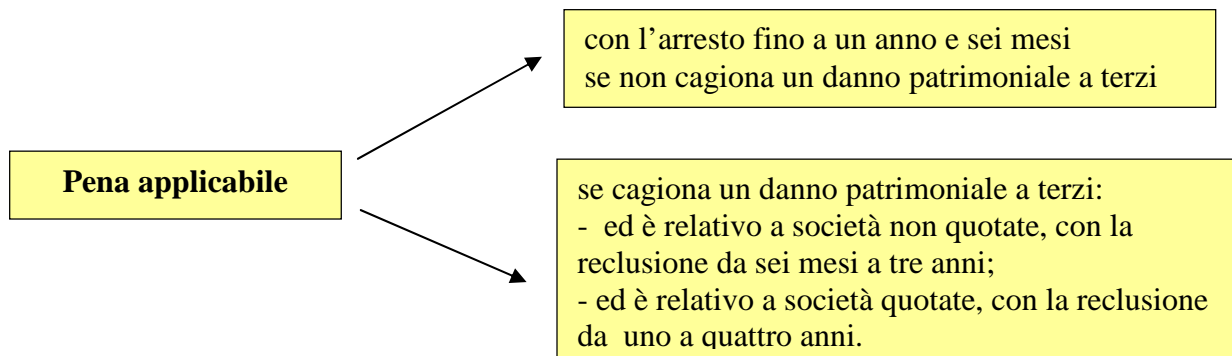 con l’arresto fino a un anno e sei mesi
se non cagiona un danno patrimoniale a terzi
Pena applicabile
se cagiona un danno patrimoniale a terzi:
- ed è relativo a società non quotate, con la
reclusione da sei mesi a tre anni;
- ed è relativo a società quotate, con la reclusione
da uno a quattro anni.